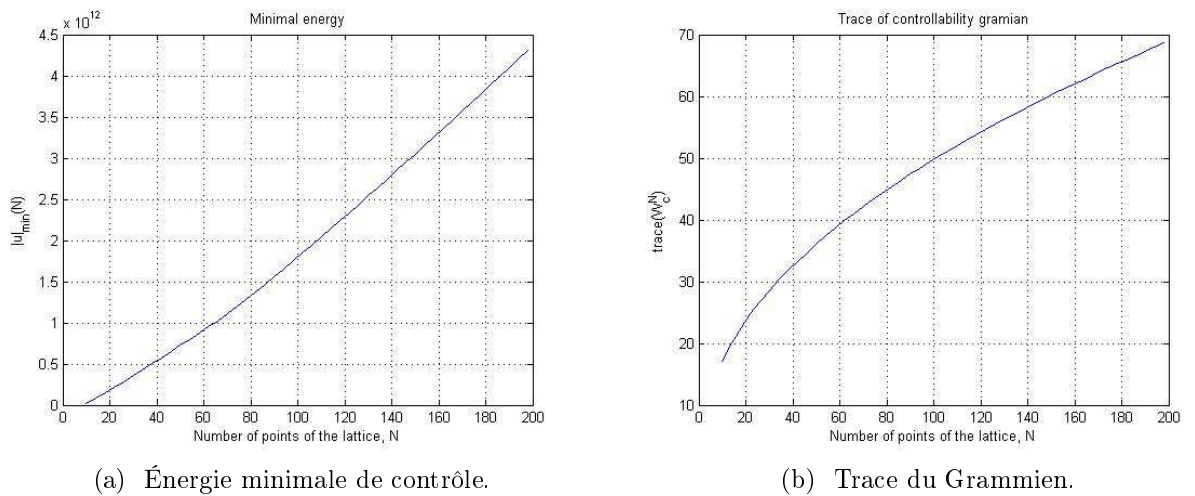 Minimal energy
x 10^12
4.5
4
3.5
3
2.5
2
1.5
1
0.5
0
|u|_min(N)
0 20 40 60 80 100 120 140 160 180 200
Number of points of the lattice, N
(a) Énergie minimale de contrôle.
Trace of controllability gramian
70
60
50
40
30
20
10
trace(W_c^N)
0 20 40 60 80 100 120 140 160 180 200
Number of points of the lattice, N
(b) Trace du Grammien.